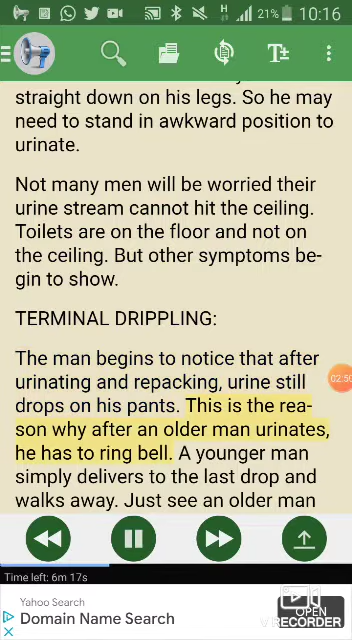 H
21%
10:16
T±
straight down on his legs. So he may
need to stand in awkward position to
urinate.
Not many men will be worried their
urine stream cannot hit the ceiling.
Toilets are on the floor and not on
the ceiling. But other symptoms be-
gin to show.
TERMINAL DRIPPLING:
The man begins to notice that after
urinating and repacking, urine still
drops on his pants. This is the rea-
son why after an older man urinates,
he has to ring bell. A younger man
simply delivers to the last drop and
walks away. Just see an older man
02:50
Time left: 6m 17s
Yahoo Search
Domain Name Search
OPEN
RECORDER